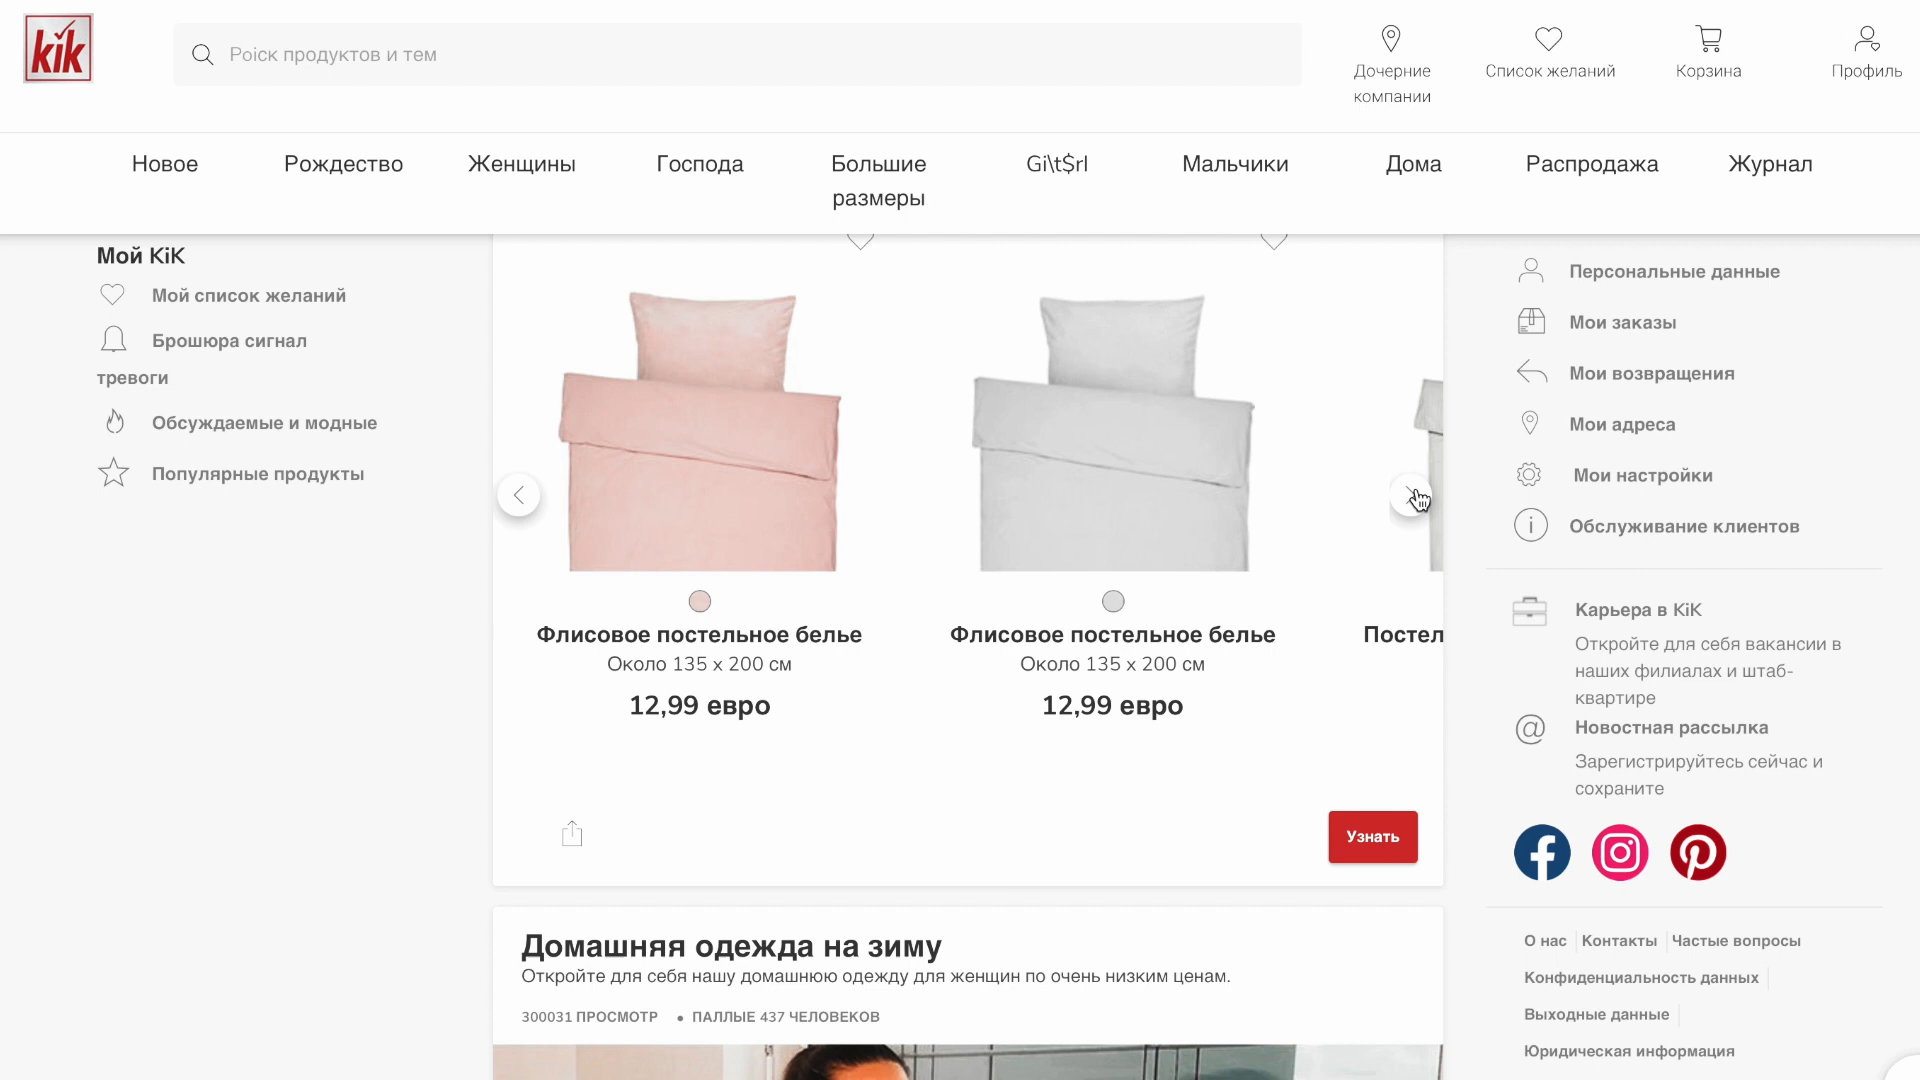 kik
Poiск продуктов и тем
Дочерние
компании
Список желаний
Корзина
Профиль
Новое
Рождество
Женщины
Господа
Большие
размеры
Gi\t$rl
Мальчики
Дома
Распродажа
Журнал
Мой KiK
Мой список желаний
Брошюра сигнал
тревоги
Обсуждаемые и модные
Популярные продукты
Флисовое постельное белье
Около 135 x 200 см
12,99 евро
Флисовое постельное белье
Около 135 x 200 см
12,99 евро
Постел
Узнать
Домашняя одежда на зиму
Откройте для себя нашу домашнюю одежду для женщин по очень низким ценам.
300031 ПРОСМОТР • ПАЛЛЫЕ 437 ЧЕЛОВЕКОВ
Персональные данные
Мои заказы
Мои возвращения
Мои адреса
Мои настройки
Обслуживание клиентов
Карьера в KiK
Откройте для себя вакансии в
наших филиалах и штаб-
квартире
Новостная рассылка
Зарегистрируйтесь сейчас и
сохраните
О нас Контакты Частые вопросы
Конфиденциальность данных
Выходные данные
Юридическая информация